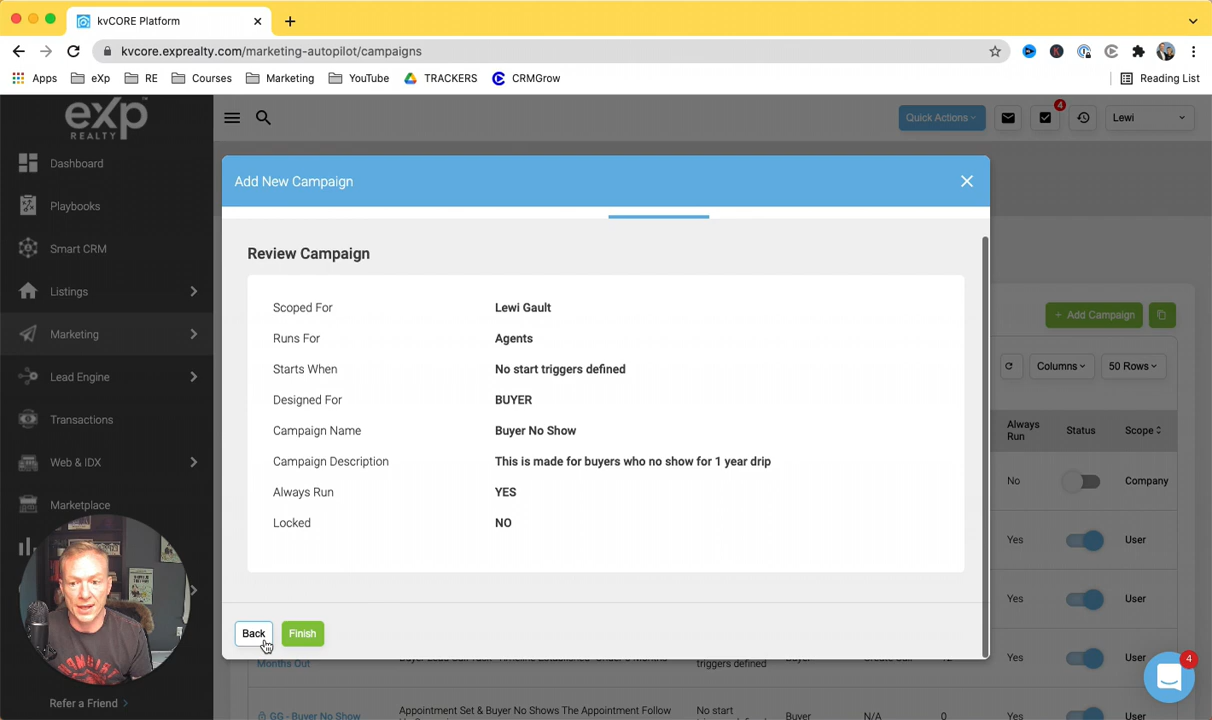 kvCORE Platform
kvcore.exprealty.com/marketing-autopilot/campaigns
Apps eXp RE Courses Marketing YouTube TRACKERS CRMGrow Reading List
eXp
REALTY
Quick Actions
4
Lewi
Dashboard
Playbooks
Smart CRM
Listings
Marketing
Lead Engine
Transactions
Web & IDX
Marketplace
Refer a Friend
Add New Campaign
Review Campaign
Scoped For Lewi Gault
Runs For Agents
Starts When No start triggers defined
Designed For BUYER
Campaign Name Buyer No Show
Campaign Description This is made for buyers who no show for 1 year drip
Always Run YES
Locked NO
Back Finish
+ Add Campaign
Columns 50 Rows
Always Run Status Scope
No Company
Yes User
Yes User
Yes User
Months Out
triggers defined
Buyer
GG - Buyer No Show
Appointment Set & Buyer No Shows The Appointment Follow
No start
Buyer N/A 0
Yes User
4